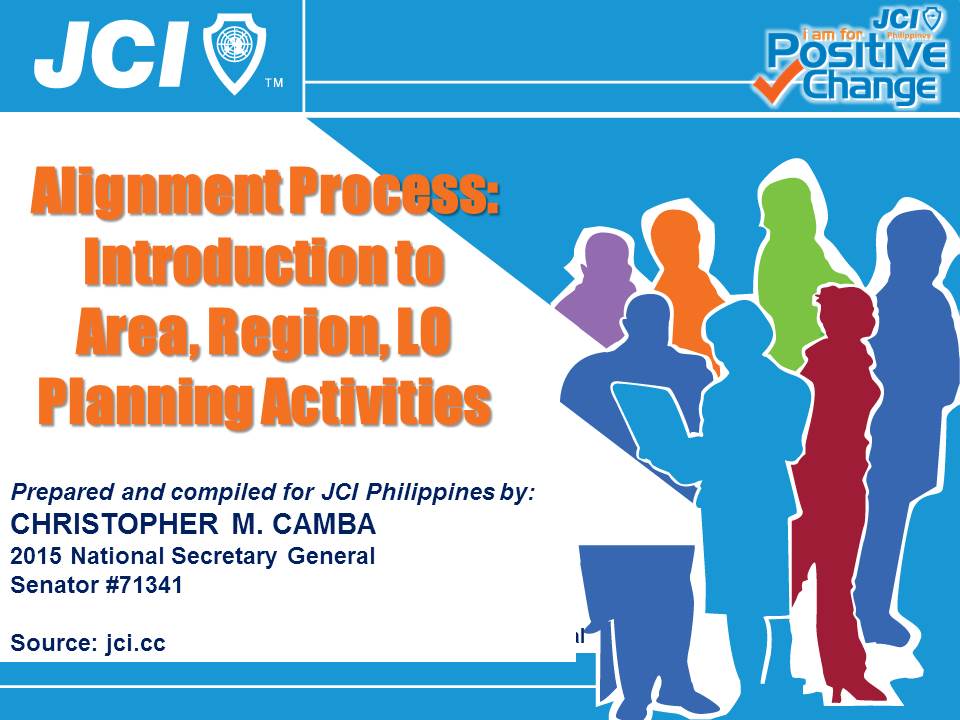 JCI TM
JCI
Philippines
i am for
Positive
Change
Alignment Process:
Introduction to
Area, Region, LO
Planning Activities
Prepared and compiled for JCI Philippines by:
CHRISTOPHER M. CAMBA
2015 National Secretary General
Senator #71341
Source: jci.cc